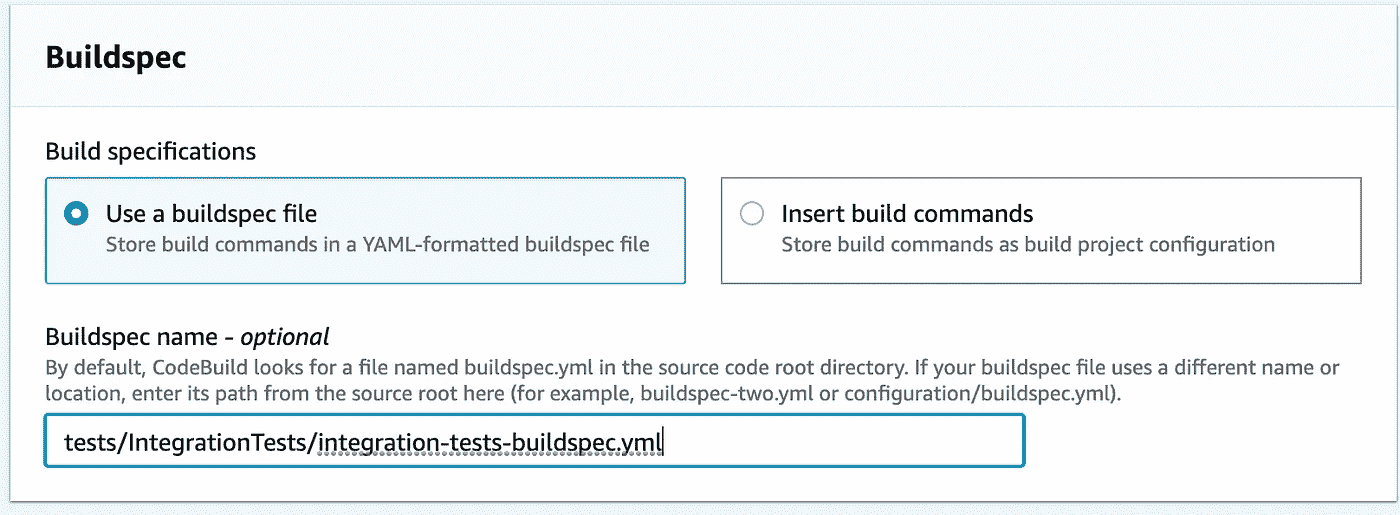 Buildspec
Build specifications
Use a buildspec file
Store build commands in a YAML-formatted buildspec file
Insert build commands
Store build commands as build project configuration
Buildspec name - optional
By default, CodeBuild looks for a file named buildspec.yml in the source code root directory. If your buildspec file uses a different name or
location, enter its path from the source root here (for example, buildspec-two.yml or configuration/buildspec.yml).
tests/IntegrationTests/integration-tests-buildspec.yml